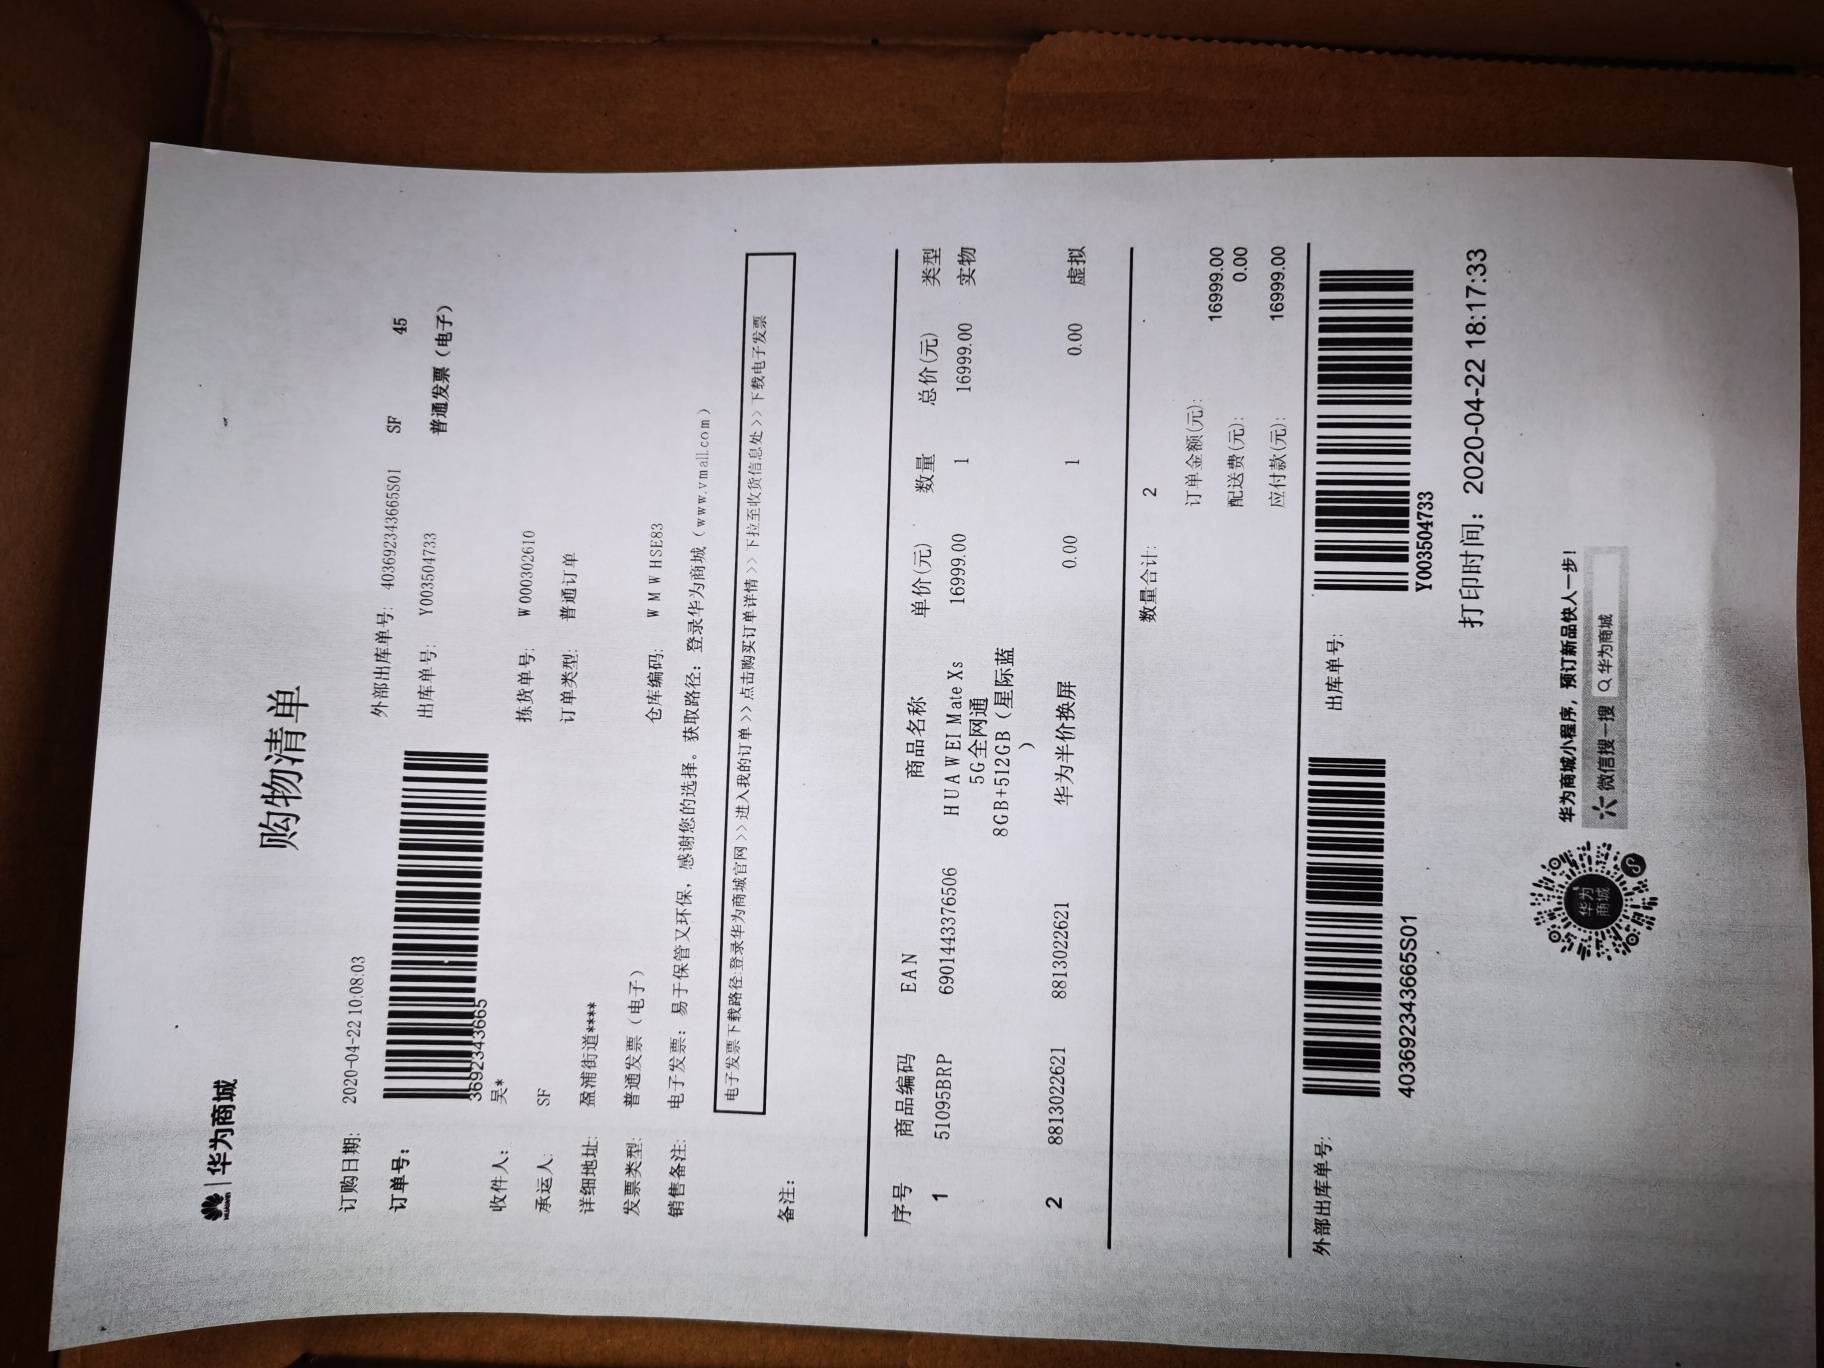 HUAWEI | 华为商城
购物清单
订购日期: 2020-04-22 10:08:03
外部出库单号: 40369234366​5S01 SF 45
订单号: 36923​43665
出库单号: Y003504733 普通发票(电子)
收件人: 吴*
拣货单号: W000302610
承运人: SF
订单类型: 普通订单
详细地址: 盈浦街道****
发票类型: 普通发票(电子)
仓库编码: WMWHSE83
销售备注: 电子发票：易于保管又环保，感谢您的选择。获取路径：登录华为商城（www.vmall.com）
电子发票下载路径:登录华为商城官网>>进入我的订单>>点击购买订单详情>>下拉至收货信息处>>下载电子发票
备注:
序号 商品编码 EAN 商品名称 单价(元) 数量 总价(元) 类型
1 51095BRP 6901443376506 HUAWEI Mate Xs 16999.00 1 16999.00 实物
5G全网通
8GB+512GB（星际蓝
）
2 8813022621 8813022621 华为半价换屏 0.00 1 0.00 虚拟
数量合计: 2
订单金额(元): 16999.00
配送费(元): 0.00
应付款(元): 16999.00
外部出库单号: 出库单号:
40369234366​5S01 Y003504733
打印时间: 2020-04-22 18:17:33
华为商城小程序，预订新品快人一步!
微信搜一搜 华为商城
华为
商城